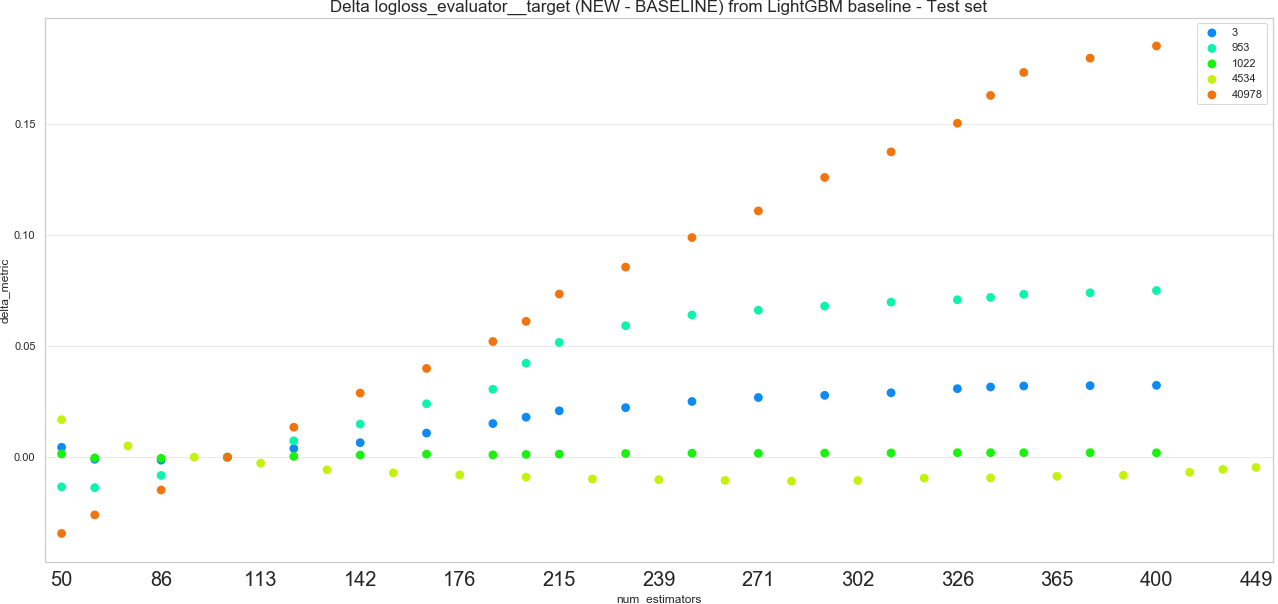 Delta logloss_evaluator__target (NEW - BASELINE) from LightGBM baseline - Test set
3
953
1022
4534
40978
delta_metric
0.15
0.10
0.05
0.00
50 86 113 142 176 215 239 271 302 326 365 400 449
num_estimators